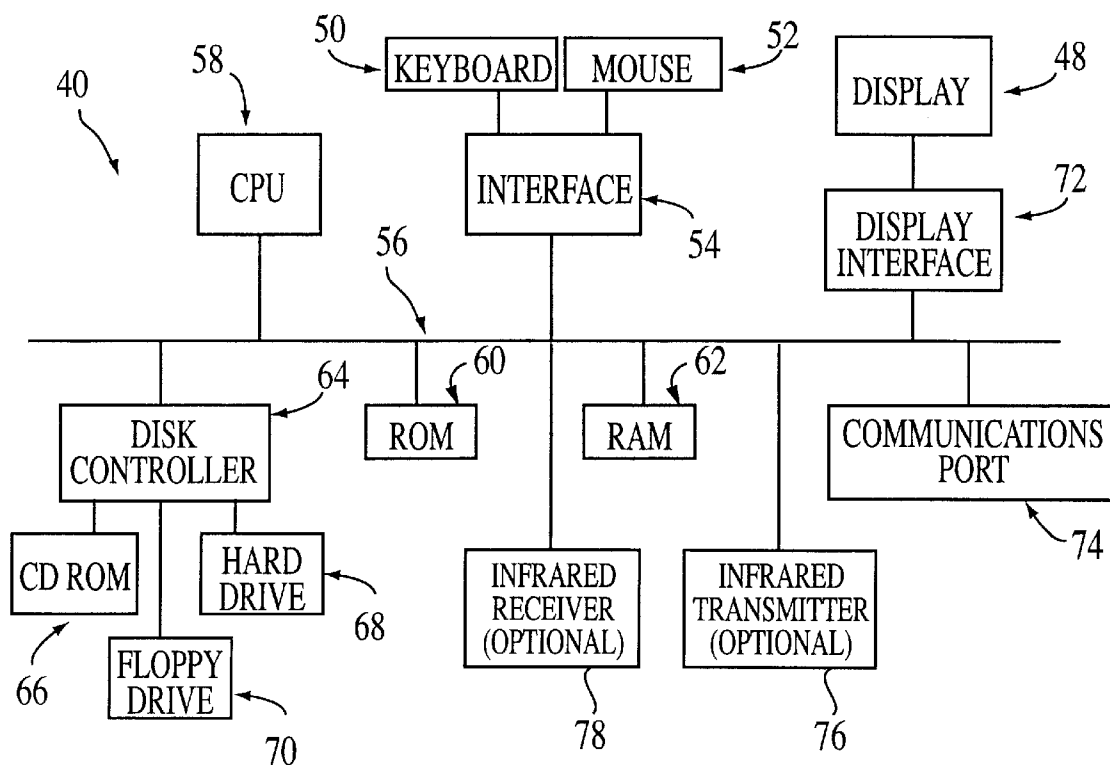 50
52
58
KEYBOARD
MOUSE
48
40
DISPLAY
CPU
INTERFACE
72
54
DISPLAY
INTERFACE
56
64
60
62
DISK
CONTROLLER
ROM
RAM
COMMUNICATIONS
PORT
74
CD ROM
HARD
DRIVE
68
66
FLOPPY
DRIVE
70
INFRARED
RECEIVER
(OPTIONAL)
78
INFRARED
TRANSMITTER
(OPTIONAL)
76